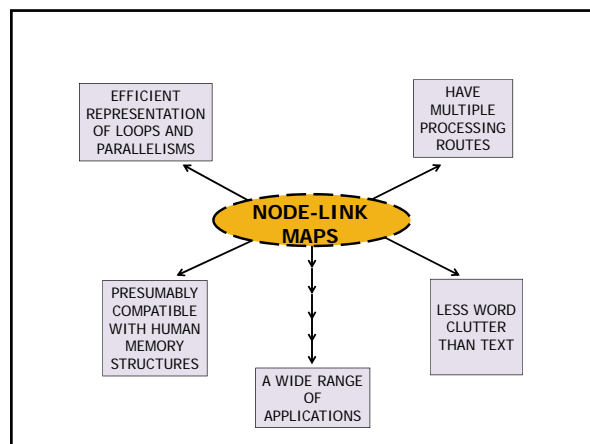 EFFICIENT
REPRESENTATION
OF LOOPS AND
PARALLELISMS
HAVE
MULTIPLE
PROCESSING
ROUTES
NODE-LINK
MAPS
PRESUMABLY
COMPATIBLE
WITH HUMAN
MEMORY
STRUCTURES
A WIDE RANGE
OF
APPLICATIONS
LESS WORD
CLUTTER
THAN TEXT